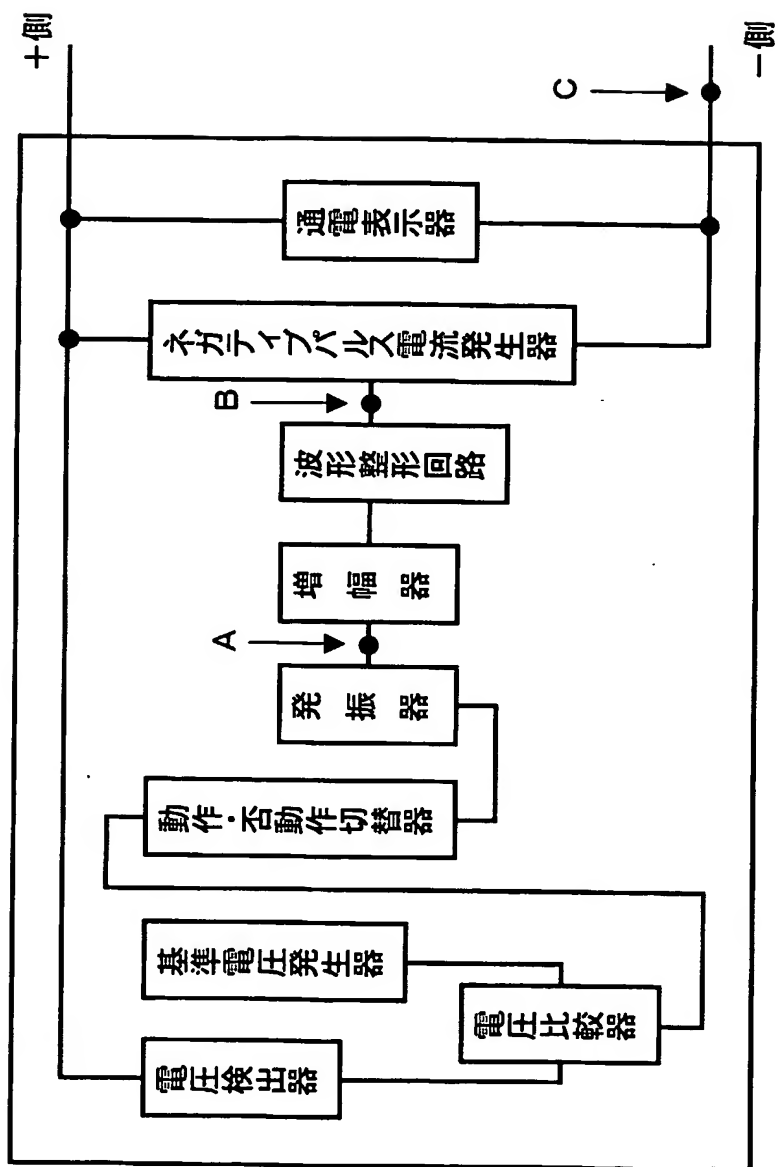 +側
電圧検出器
基準電圧発生器
電圧比較器
動作・否動作切替器
発振器
A
増幅器
波形整形回路
B
ネガティブパルス電流発生器
通電表示器
C
−側